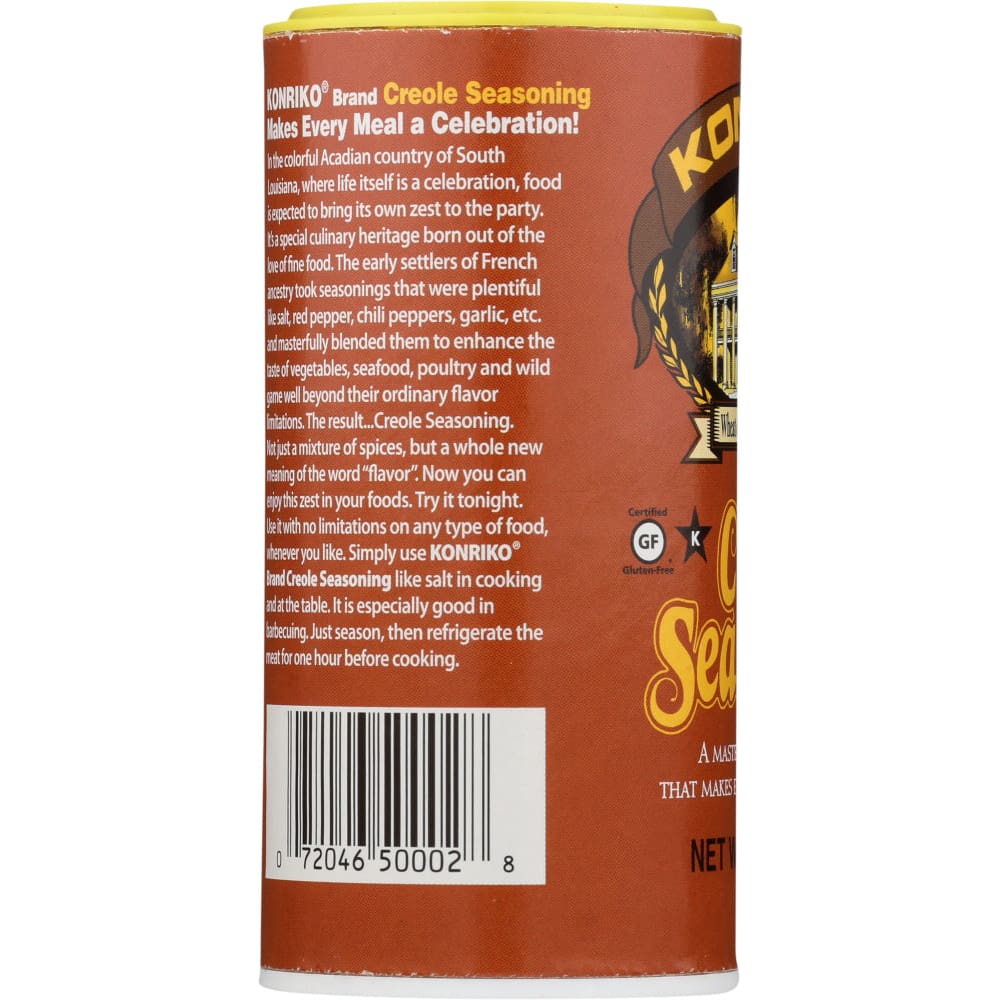 KONRIKO® Brand Creole Seasoning
Makes Every Meal a Celebration!
In the colorful Acadian country of South
Louisiana, where life itself is a celebration, food
is expected to bring its own zest to the party.
It's a special culinary heritage born out of the
love of fine food. The early settlers of French
ancestry took seasonings that were plentiful
like salt, red pepper, chili peppers, garlic, etc.
and masterfully blended them to enhance the
taste of vegetables, seafood, poultry and wild
game well beyond their ordinary flavor
limitations. The result...Creole Seasoning.
Not just a mixture of spices, but a whole new
meaning of the word "flavor". Now you can
enjoy this zest in your foods. Try it tonight.
Use it with no limitations on any type of food,
whenever you like. Simply use KONRIKO®
Brand Creole Seasoning like salt in cooking
and at the table. It is especially good in
barbecuing. Just season, then refrigerate the
meat for one hour before cooking.
0 72046 50002 8
KO
Certified
GF
Gluten-Free
K
C
Sea
A MAST
THAT MAKES
NET